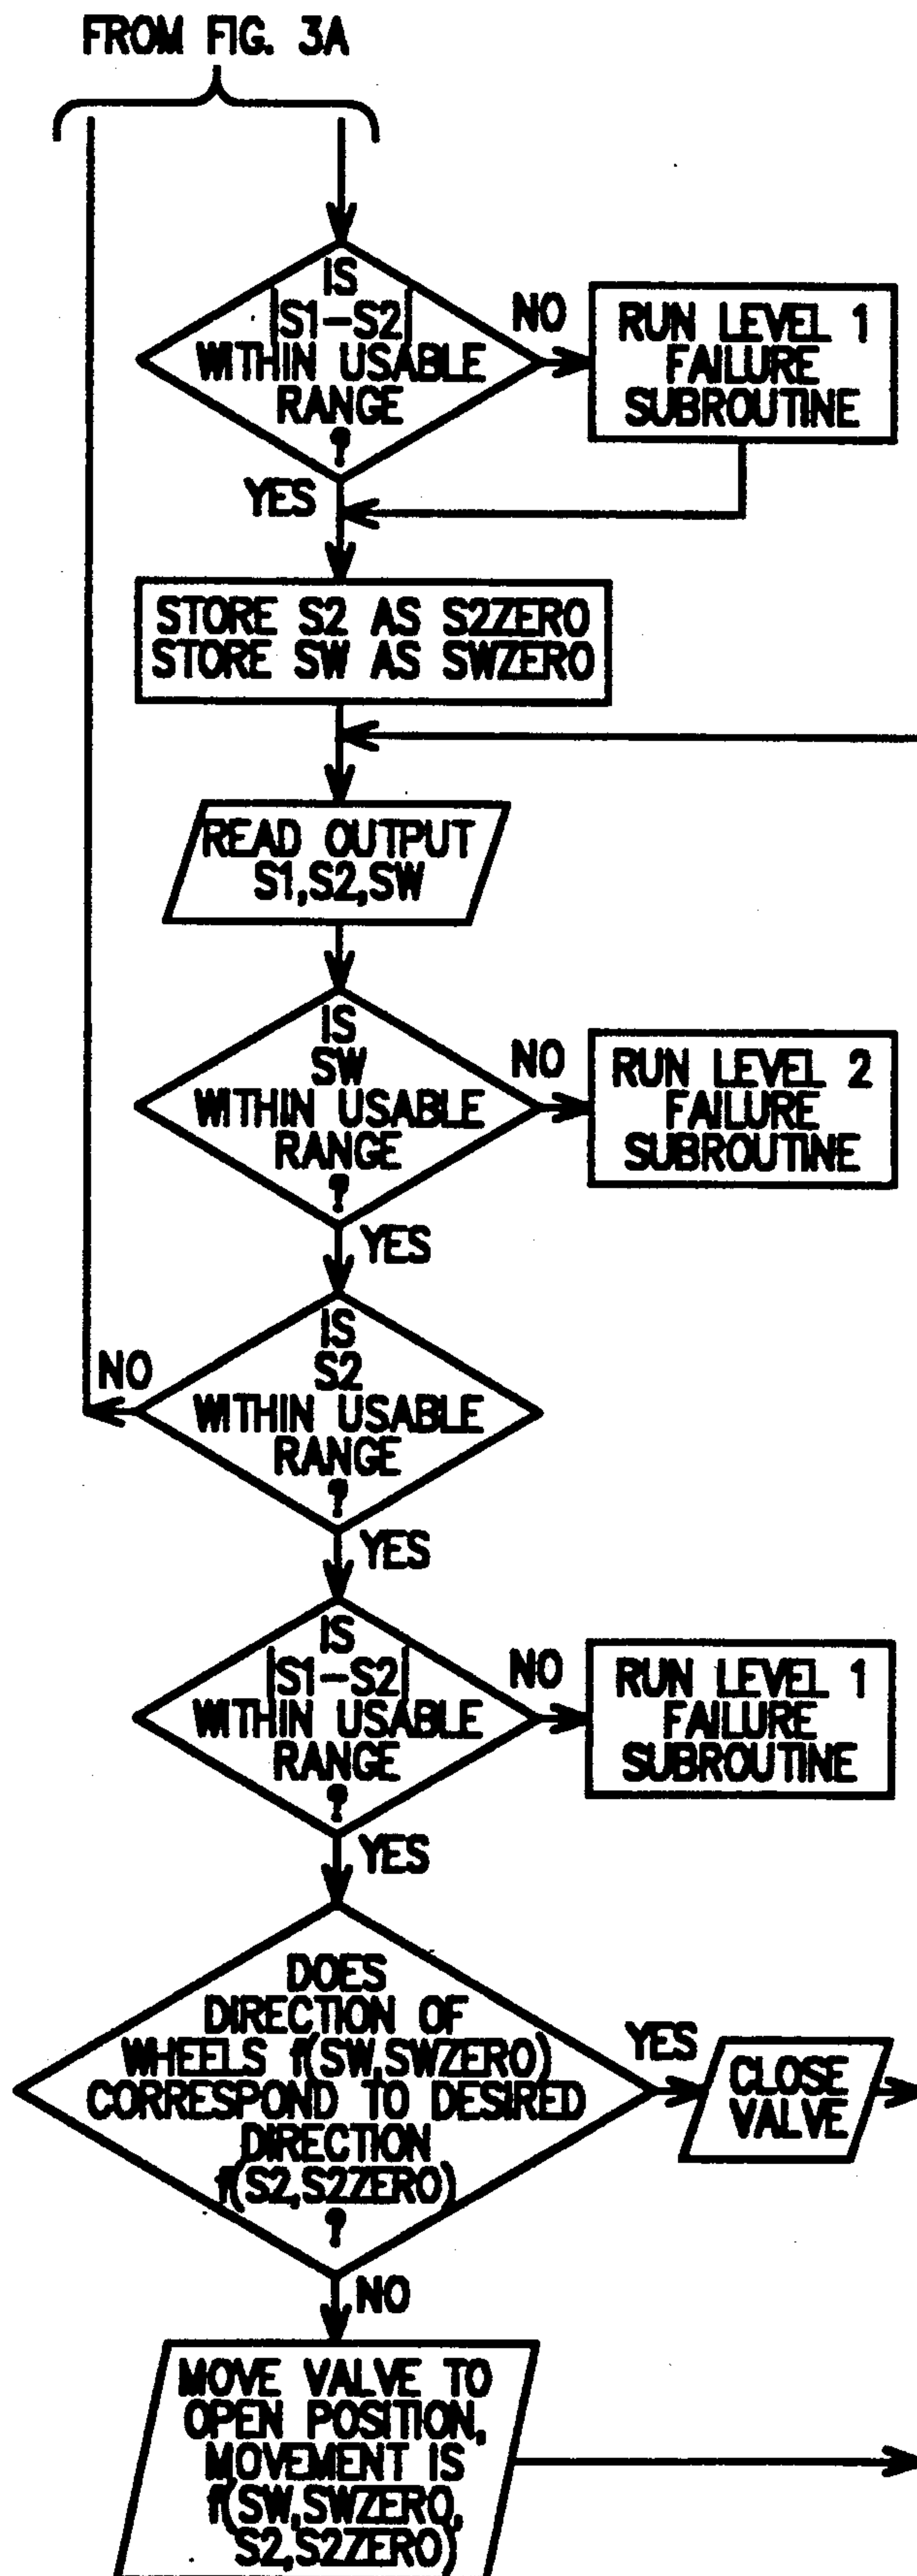 FROM FIG. 3A
IS
|S1-S2|
WITHIN USABLE
RANGE
?
NO
RUN LEVEL 1
FAILURE
SUBROUTINE
YES
STORE S2 AS S2ZERO
STORE SW AS SWZERO
READ OUTPUT
S1,S2,SW
IS
SW
WITHIN USABLE
RANGE
?
NO
RUN LEVEL 2
FAILURE
SUBROUTINE
YES
IS
S2
WITHIN USABLE
RANGE
?
NO
YES
IS
|S1-S2|
WITHIN USABLE
RANGE
?
NO
RUN LEVEL 1
FAILURE
SUBROUTINE
YES
DOES
DIRECTION OF
WHEELS f(SW,SWZERO)
CORRESPOND TO DESIRED
DIRECTION
f(S2,S2ZERO)
?
YES
CLOSE
VALVE
NO
MOVE VALVE TO
OPEN POSITION,
MOVEMENT IS
f(SW,SWZERO,
S2,S2ZERO)